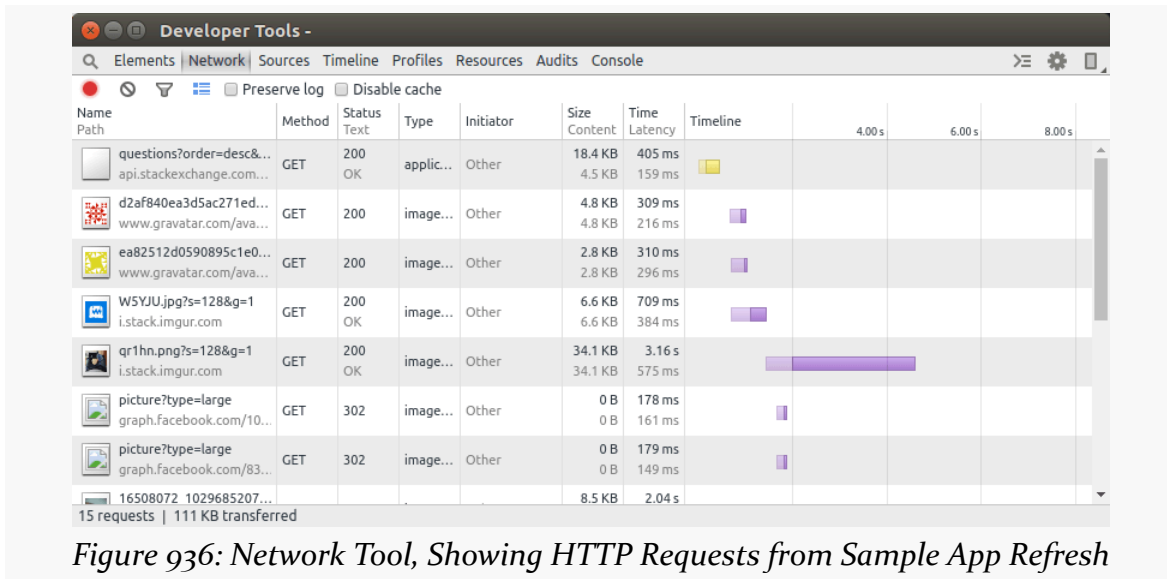 Developer Tools -
Elements Network Sources Timeline Profiles Resources Audits Console
Preserve log Disable cache
Name Method Status Type Initiator Size Time Timeline
Path Text Content Latency 4.00 s 6.00 s 8.00 s
questions?order=desc&... GET 200 applic... Other 18.4 KB 405 ms
api.stackexchange.com... OK 4.5 KB 159 ms
d2af840ea3d5ac271ed... GET 200 image... Other 4.8 KB 309 ms
www.gravatar.com/ava... 4.8 KB 216 ms
ea82512d0590895c1e0... GET 200 image... Other 2.8 KB 310 ms
www.gravatar.com/ava... 2.8 KB 296 ms
W5YJU.jpg?s=128&g=1 GET 200 image... Other 6.6 KB 709 ms
i.stack.imgur.com OK 6.6 KB 384 ms
qr1hn.png?s=128&g=1 GET 200 image... Other 34.1 KB 3.16 s
i.stack.imgur.com OK 34.1 KB 575 ms
picture?type=large GET 302 image... Other 0 B 178 ms
graph.facebook.com/10... 0 B 161 ms
picture?type=large GET 302 image... Other 0 B 179 ms
graph.facebook.com/83... 0 B 149 ms
16508072_1029685207... 8.5 KB 2.04 s
15 requests | 111 KB transferred
Figure 936: Network Tool, Showing HTTP Requests from Sample App Refresh